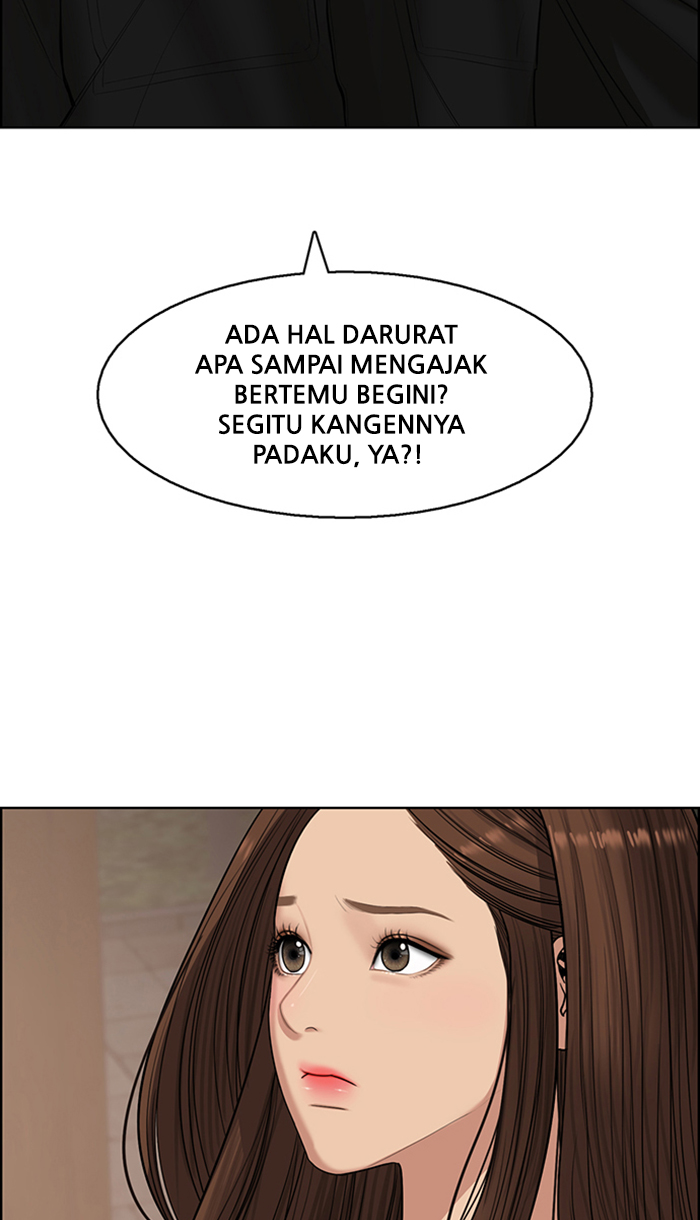 ADA HAL DARURAT
APA SAMPAI MENGAJAK
BERTEMU BEGINI?
SEGITU KANGENNYA
PADAKU, YA?!